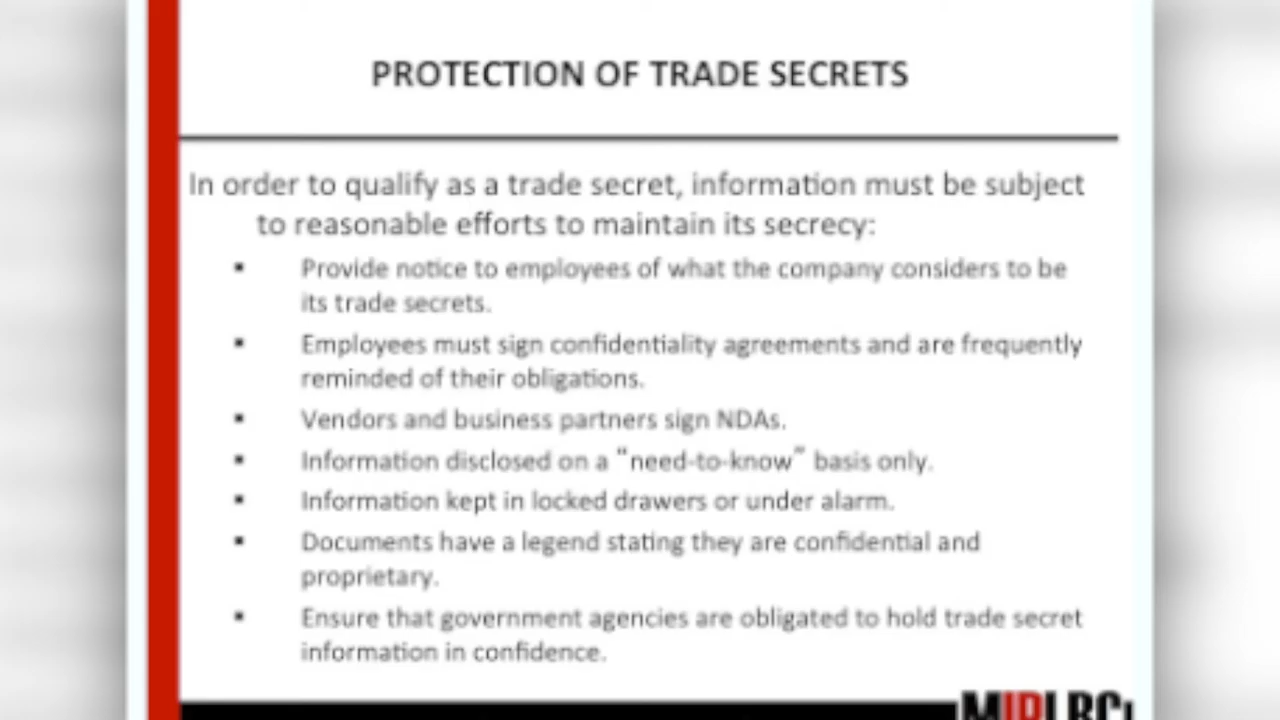 PROTECTION OF TRADE SECRETS
In order to qualify as a trade secret, information must be subject
to reasonable efforts to maintain its secrecy:
▪ Provide notice to employees of what the company considers to be
its trade secrets.
▪ Employees must sign confidentiality agreements and are frequently
reminded of their obligations.
▪ Vendors and business partners sign NDAs.
▪ Information disclosed on a “need-to-know” basis only.
▪ Information kept in locked drawers or under alarm.
▪ Documents have a legend stating they are confidential and
proprietary.
▪ Ensure that government agencies are obligated to hold trade secret
information in confidence.